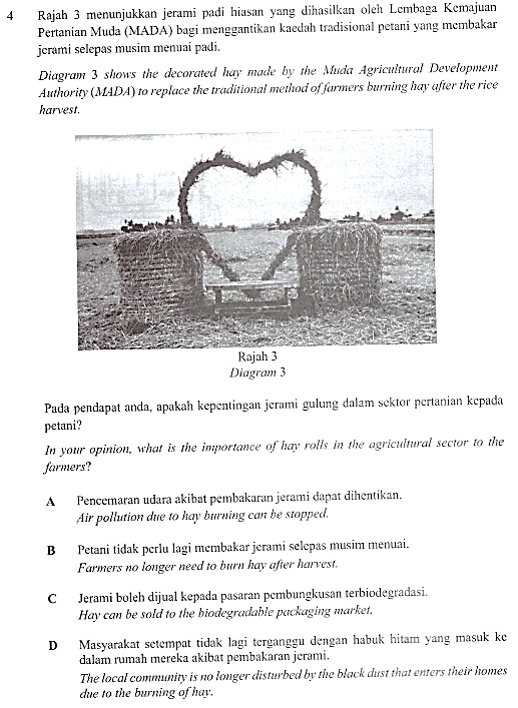 4 Rajah 3 menunjukkan jerami padi hiasan yang dihasilkan oleh Lembaga Kemajuan
Pertanian Muda (MADA) bagi menggantikan kaedah tradisional petani yang membakar
jerami selepas musim menuai padi.
Diagram 3 shows the decorated hay made by the Muda Agricultural Development
Authority (MADA) to replace the traditional method of farmers burning hay after the rice
harvest.
Rajah 3
Diagram 3
Pada pendapat anda, apakah kepentingan jerami gulung dalam sektor pertanian kepada
petani?
In your opinion, what is the importance of hay rolls in the agricultural sector to the
farmers?
A Pencemaran udara akibat pembakaran jerami dapat dihentikan.
Air pollution due to hay burning can be stopped.
B Petani tidak perlu lagi membakar jerami selepas musim menuai.
Farmers no longer need to burn hay after harvest.
C Jerami boleh dijual kepada pasaran pembungkusan terbiodegradasi.
Hay can be sold to the biodegradable packaging market.
D Masyarakat setempat tidak lagi terganggu dengan habuk hitam yang masuk ke
dalam rumah mereka akibat pembakaran jerami.
The local community is no longer disturbed by the black dust that enters their homes
due to the burning of hay.